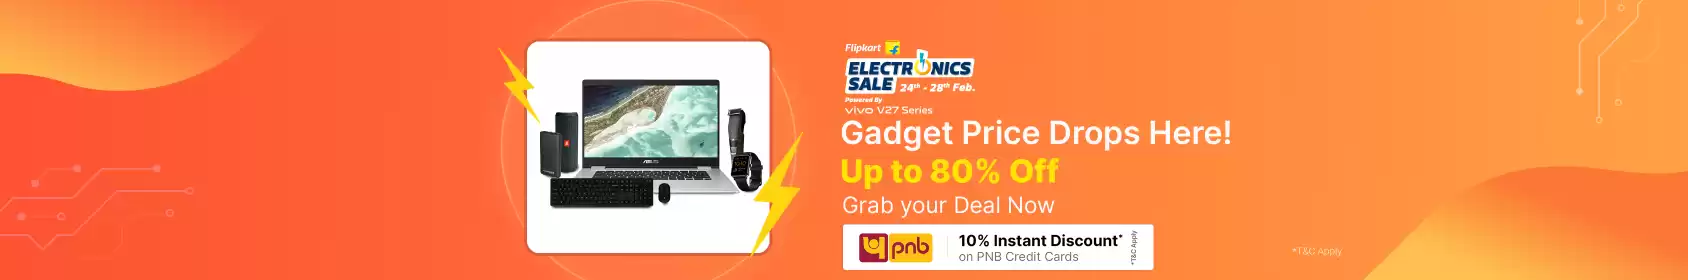 Flipkart
ELECTRONICS
SALE 24th - 28th Feb.
Powered By
vivo V27 Series
Gadget Price Drops Here!
Up to 80% Off
Grab your Deal Now
pnb
10% Instant Discount*
on PNB Credit Cards
*T&C Apply
*T&C Apply
ASUS